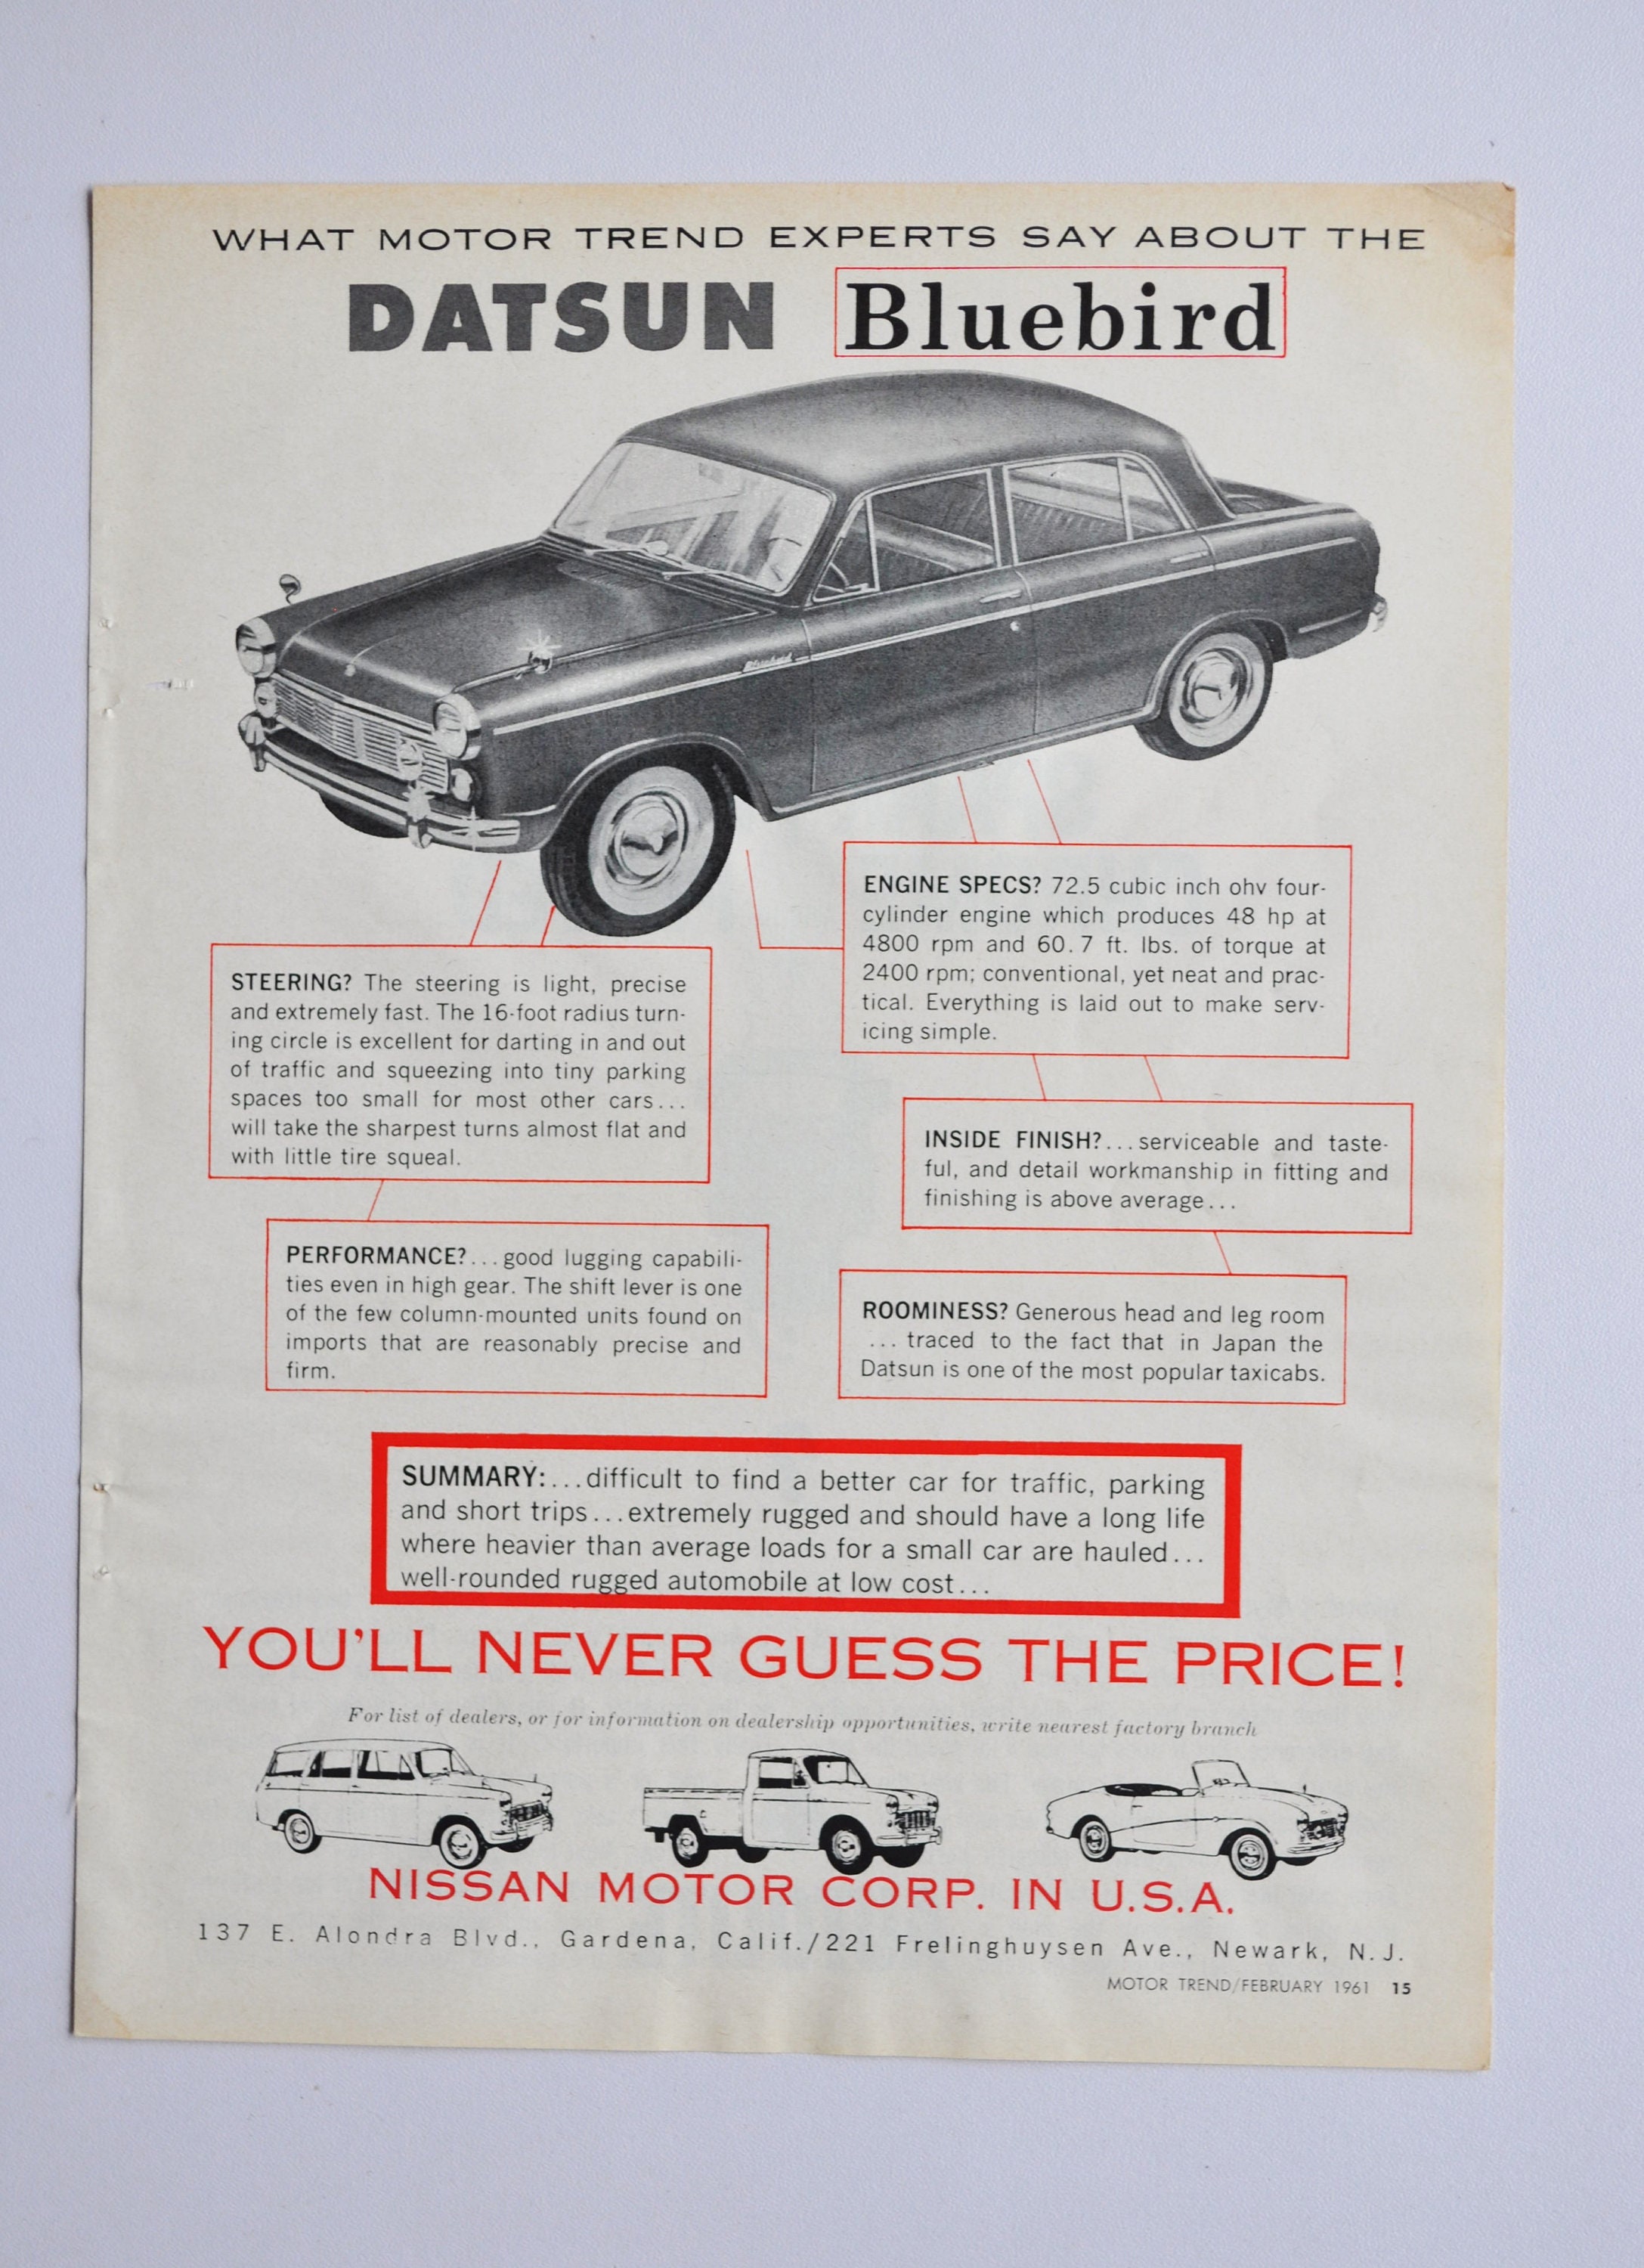 WHAT MOTOR TREND EXPERTS SAY ABOUT THE
DATSUN Bluebird
Bluebird
ENGINE SPECS? 72.5 cubic inch ohv four-
cylinder engine which produces 48 hp at
4800 rpm and 60.7 ft. lbs. of torque at
2400 rpm; conventional, yet neat and prac-
tical. Everything is laid out to make serv-
icing simple.
STEERING? The steering is light, precise
and extremely fast. The 16-foot radius turn-
ing circle is excellent for darting in and out
of traffic and squeezing into tiny parking
spaces too small for most other cars...
will take the sharpest turns almost flat and
with little tire squeal.
INSIDE FINISH?...serviceable and taste-
ful, and detail workmanship in fitting and
finishing is above average...
PERFORMANCE?...good lugging capabili-
ties even in high gear. The shift lever is one
of the few column-mounted units found on
imports that are reasonably precise and
firm.
ROOMINESS? Generous head and leg room
... traced to the fact that in Japan the
Datsun is one of the most popular taxicabs.
SUMMARY:...difficult to find a better car for traffic, parking
and short trips...extremely rugged and should have a long life
where heavier than average loads for a small car are hauled...
well-rounded rugged automobile at low cost...
YOU'LL NEVER GUESS THE PRICE!
For list of dealers, or for information on dealership opportunities, write nearest factory branch
NISSAN MOTOR CORP. IN U.S.A.
137 E. Alondra Blvd., Gardena, Calif./221 Frelinghuysen Ave., Newark, N.J.
MOTOR TREND/FEBRUARY 1961 15